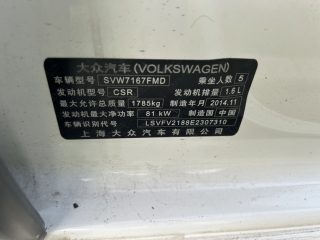 大众汽车(VOLKSWAGEN)
车辆型号 SVW7167FMD 乘坐人数 5
发动机型号 CSR 发动机排量 1.6 L
最大允许总质量 1785kg 制造年月 2014.11
发动机最大净功率 81 kW 制造国 中国
车辆识别代号 LSVFV2188E2307310
上海大众汽车有限公司